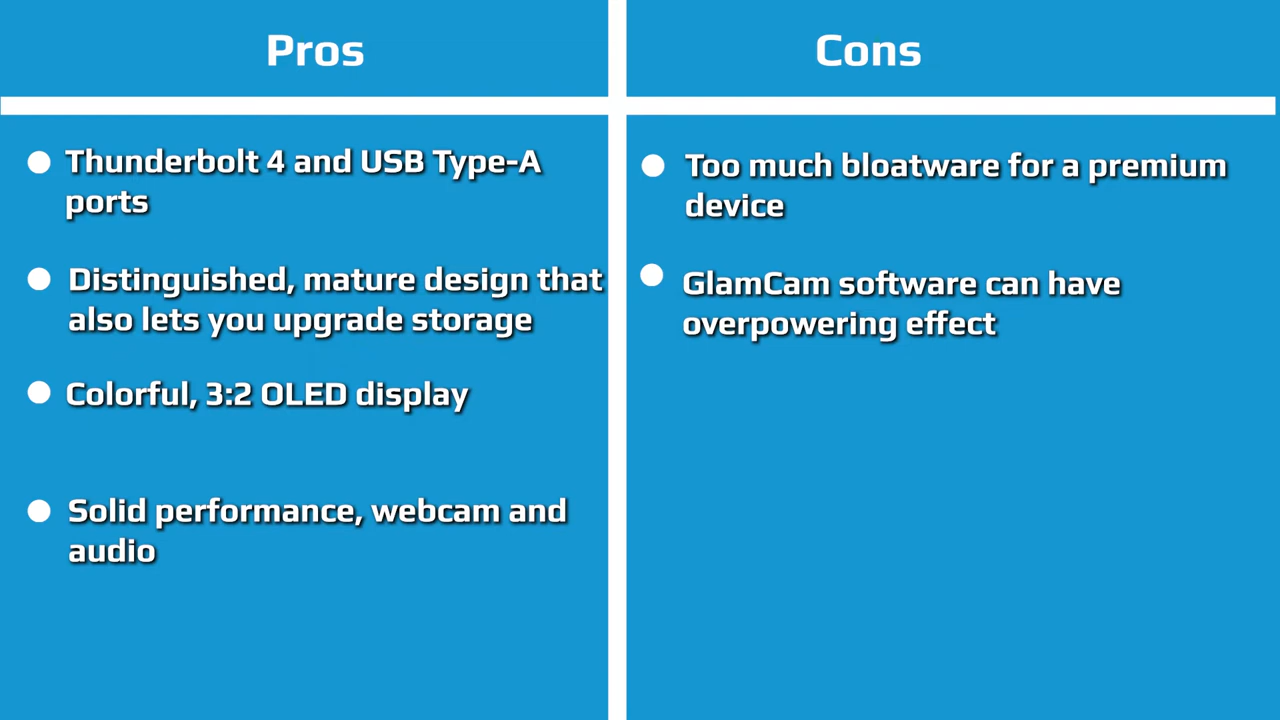 Pros
Thunderbolt 4 and USB Type-A
ports
Distinguished, mature design that
also lets you upgrade storage
Colorful, 3:2 OLED display
Solid performance, webcam and
audio
Cons
Too much bloatware for a premium
device
GlamCam software can have
overpowering effect